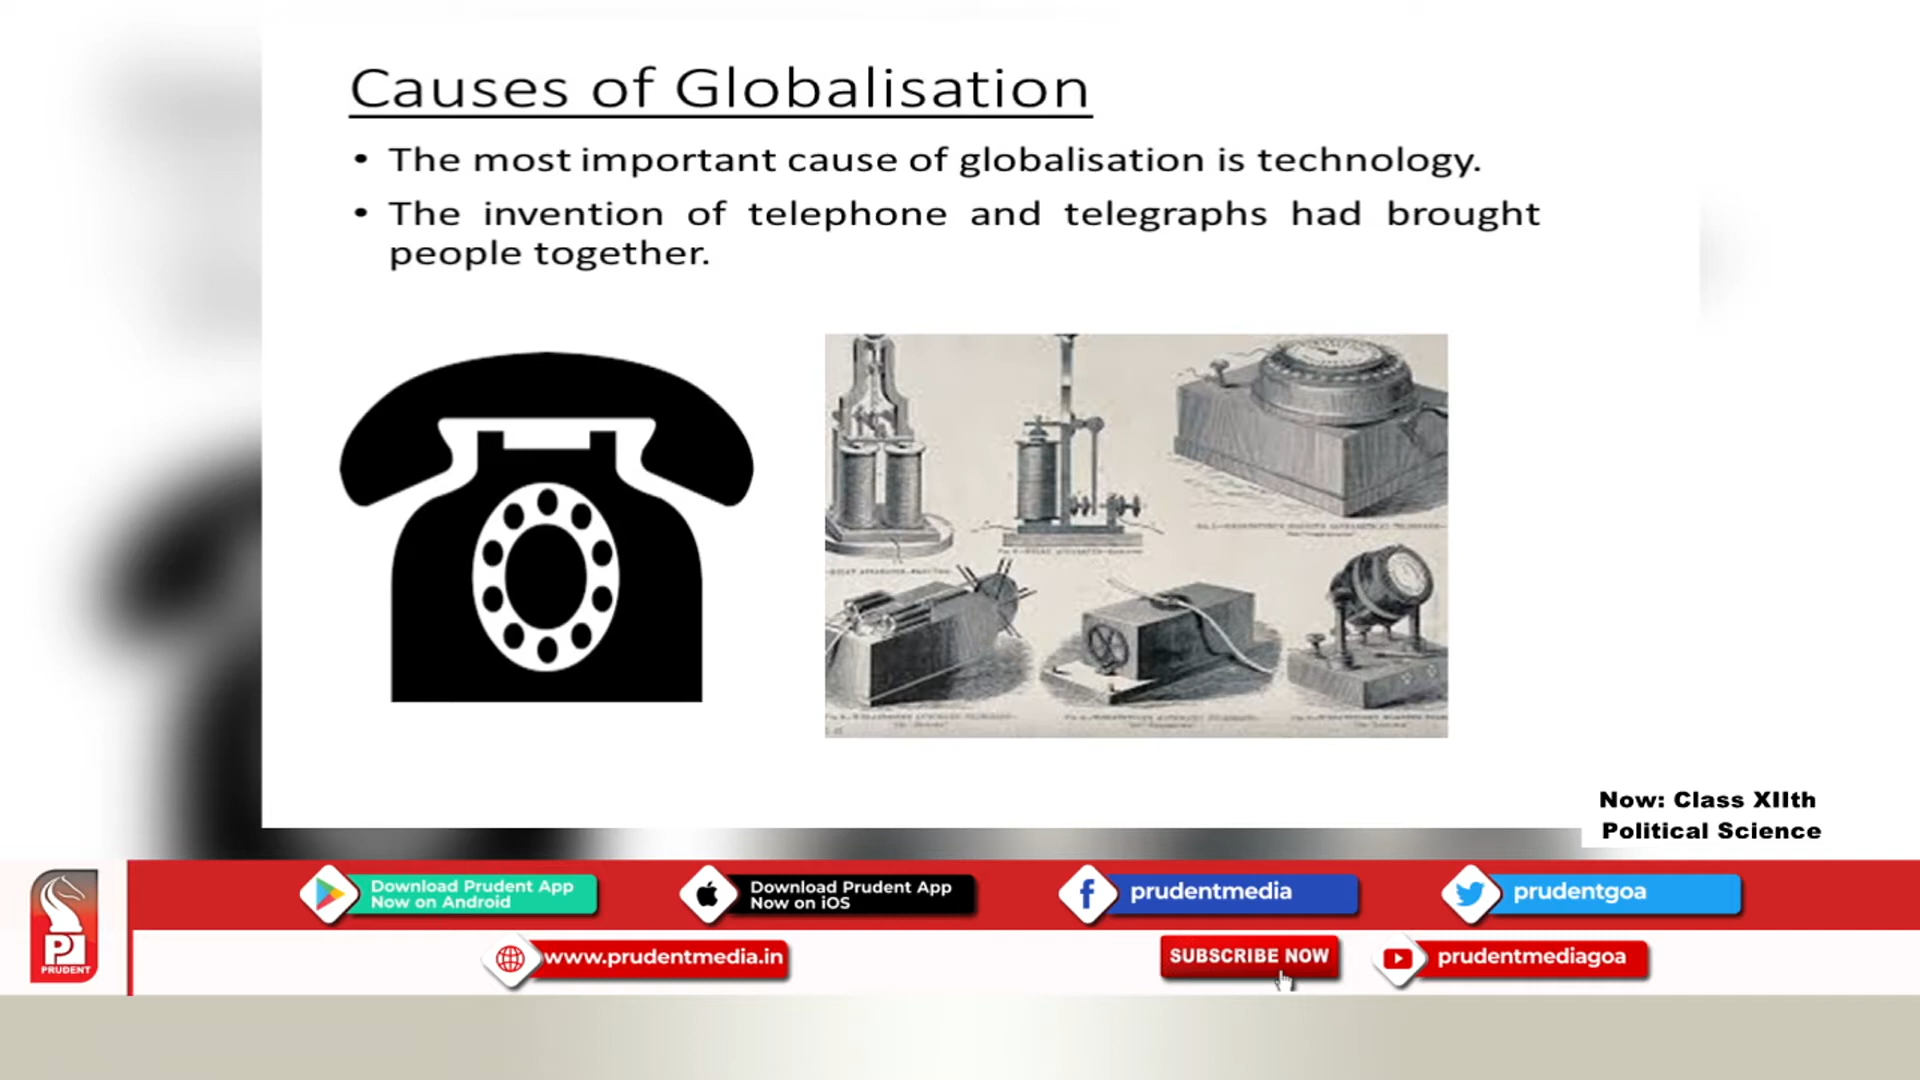 Causes of Globalisation
• The most important cause of globalisation is technology.
• The invention of telephone and telegraphs had brought
people together.
Now: Class XIIth
Political Science
Download Prudent App
Now on Android
Download Prudent App
Now on iOS
prudentmedia
prudentgoa
PRUDENT
www.prudentmedia.in
SUBSCRIBE NOW
prudentmediagoa